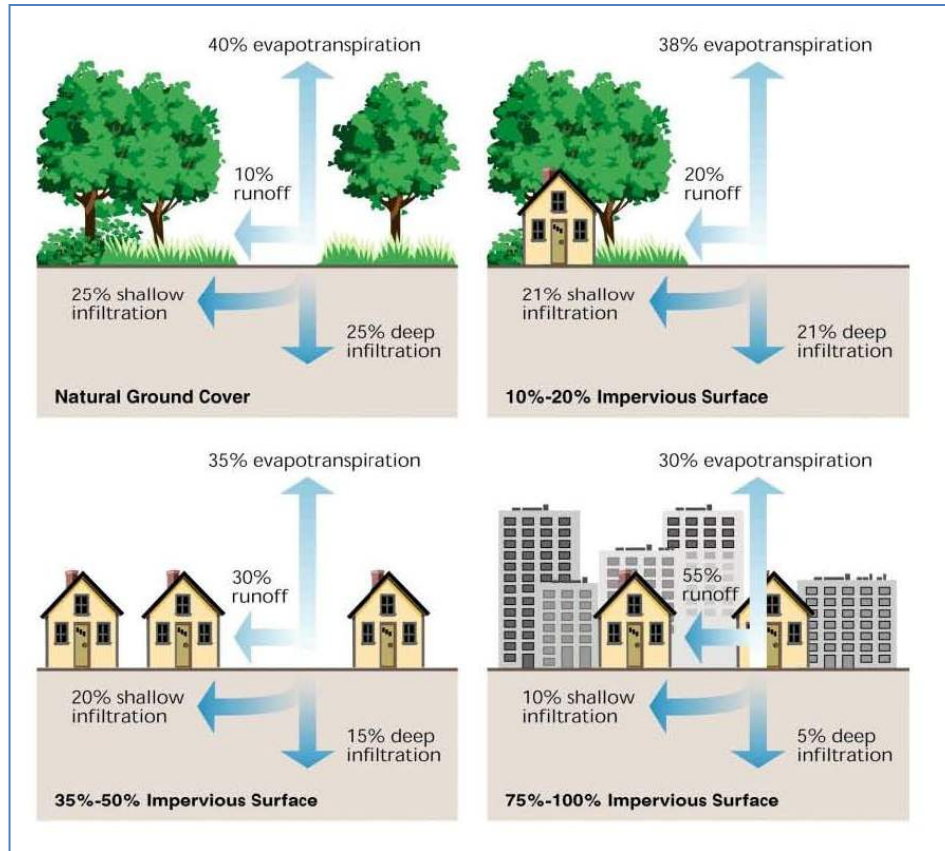 40% evapotranspiration
10%
runoff
25% shallow
infiltration
25% deep
infiltration
Natural Ground Cover
38% evapotranspiration
20%
runoff
21% shallow
infiltration
21% deep
infiltration
10%-20% Impervious Surface
35% evapotranspiration
30%
runoff
20% shallow
infiltration
15% deep
infiltration
35%-50% Impervious Surface
30% evapotranspiration
55%
runoff
10% shallow
infiltration
5% deep
infiltration
75%-100% Impervious Surface